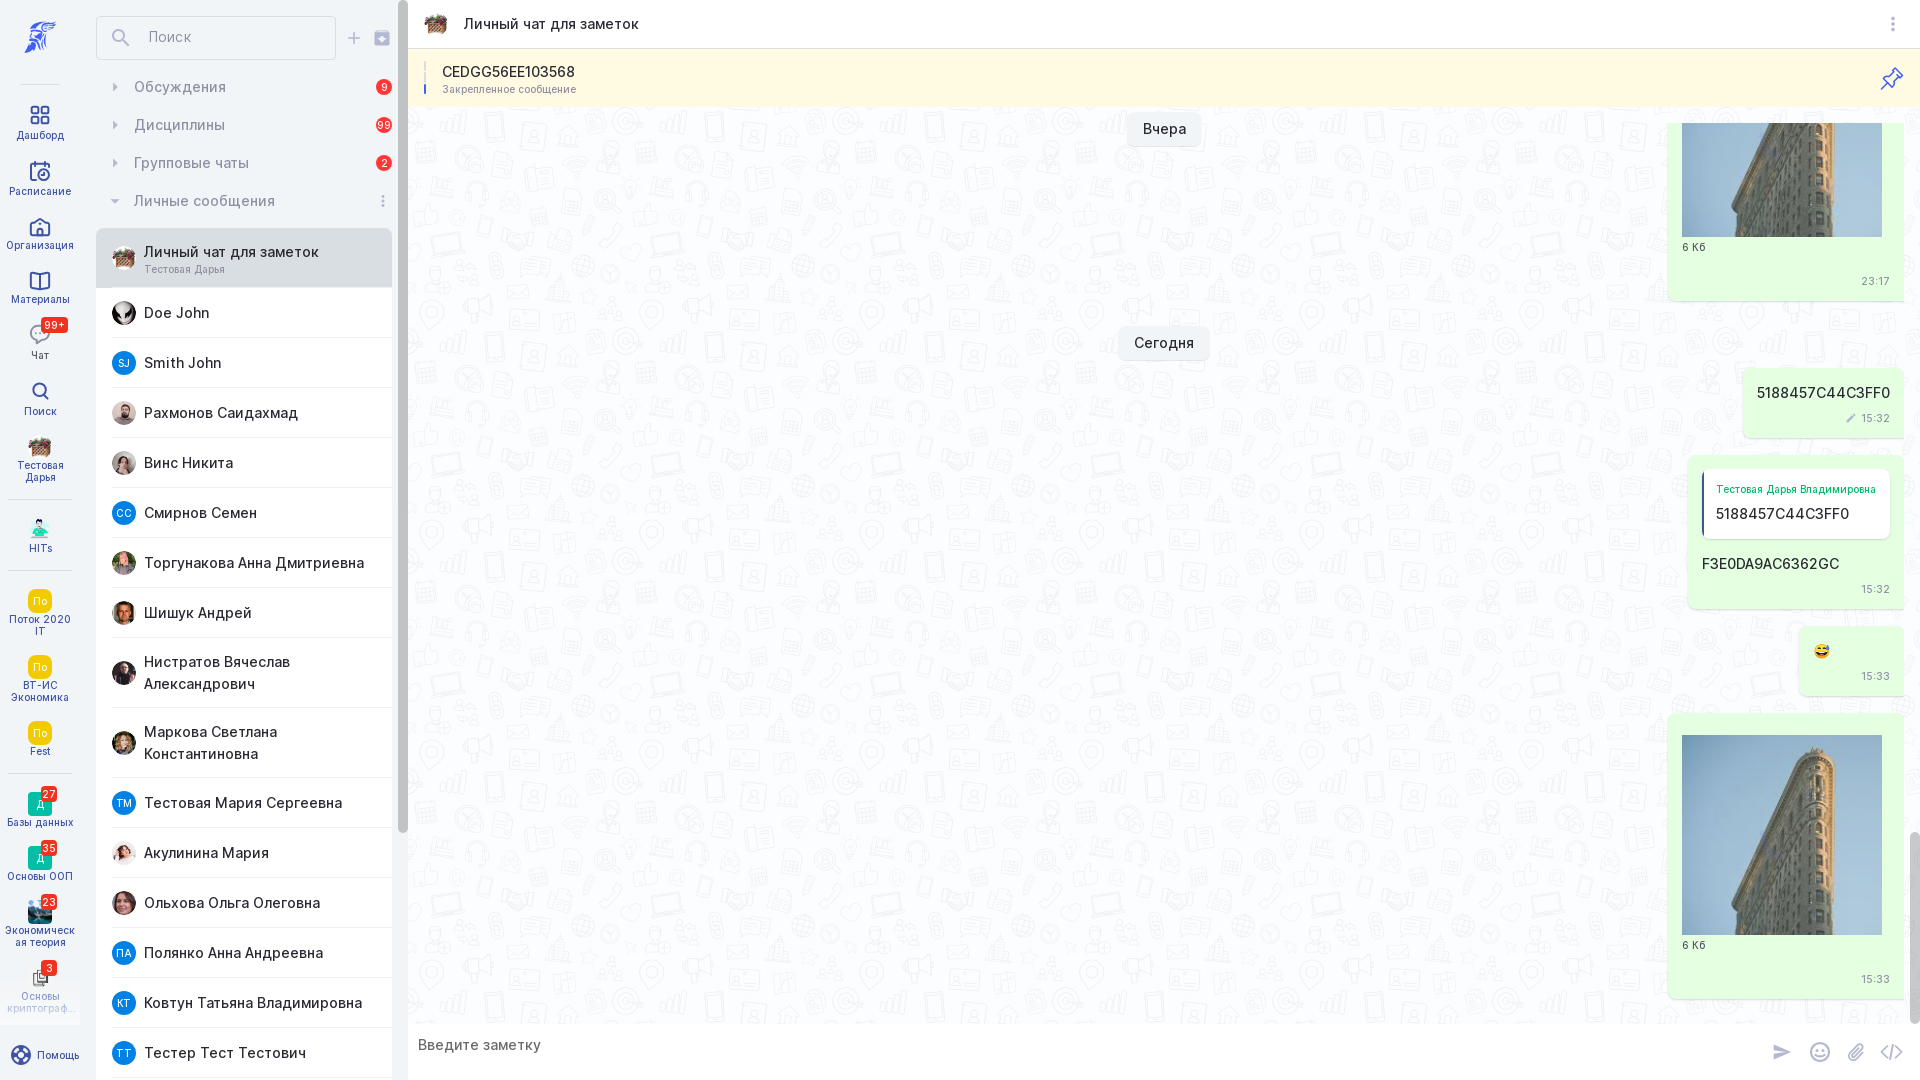 Дашборд
Расписание
Организация
Материалы
99+
Чат
Поиск
Тестовая
Дарья
HITs
По
Поток 2020
IT
По
ВТ-ИС
Экономика
По
Fest
27
Д
Базы данных
35
Д
Основы ООП
23
Экономическ
ая теория
3
Основы
криптограф...
Помощь
Поиск
Обсуждения
9
Дисциплины
99
Групповые чаты
2
Личные сообщения
Личный чат для заметок
Тестовая Дарья
Doe John
SJ
Smith John
Рахмонов Саидахмад
Винс Никита
СС
Смирнов Семен
Торгунакова Анна Дмитриевна
Шишук Андрей
Нистратов Вячеслав
Александрович
Маркова Светлана
Константиновна
ТМ
Тестовая Мария Сергеевна
Акулинина Мария
Ольхова Ольга Олеговна
ПА
Полянко Анна Андреевна
КТ
Ковтун Татьяна Владимировна
ТТ
Тестер Тест Тестович
Личный чат для заметок
CEDGG56EE103568
Закрепленное сообщение
Вчера
6 Кб
23:17
Сегодня
5188457C44C3FF0
15:32
Тестовая Дарья Владимировна
5188457C44C3FF0
F3E0DA9AC6362GC
15:32
15:33
6 Кб
15:33
Введите заметку